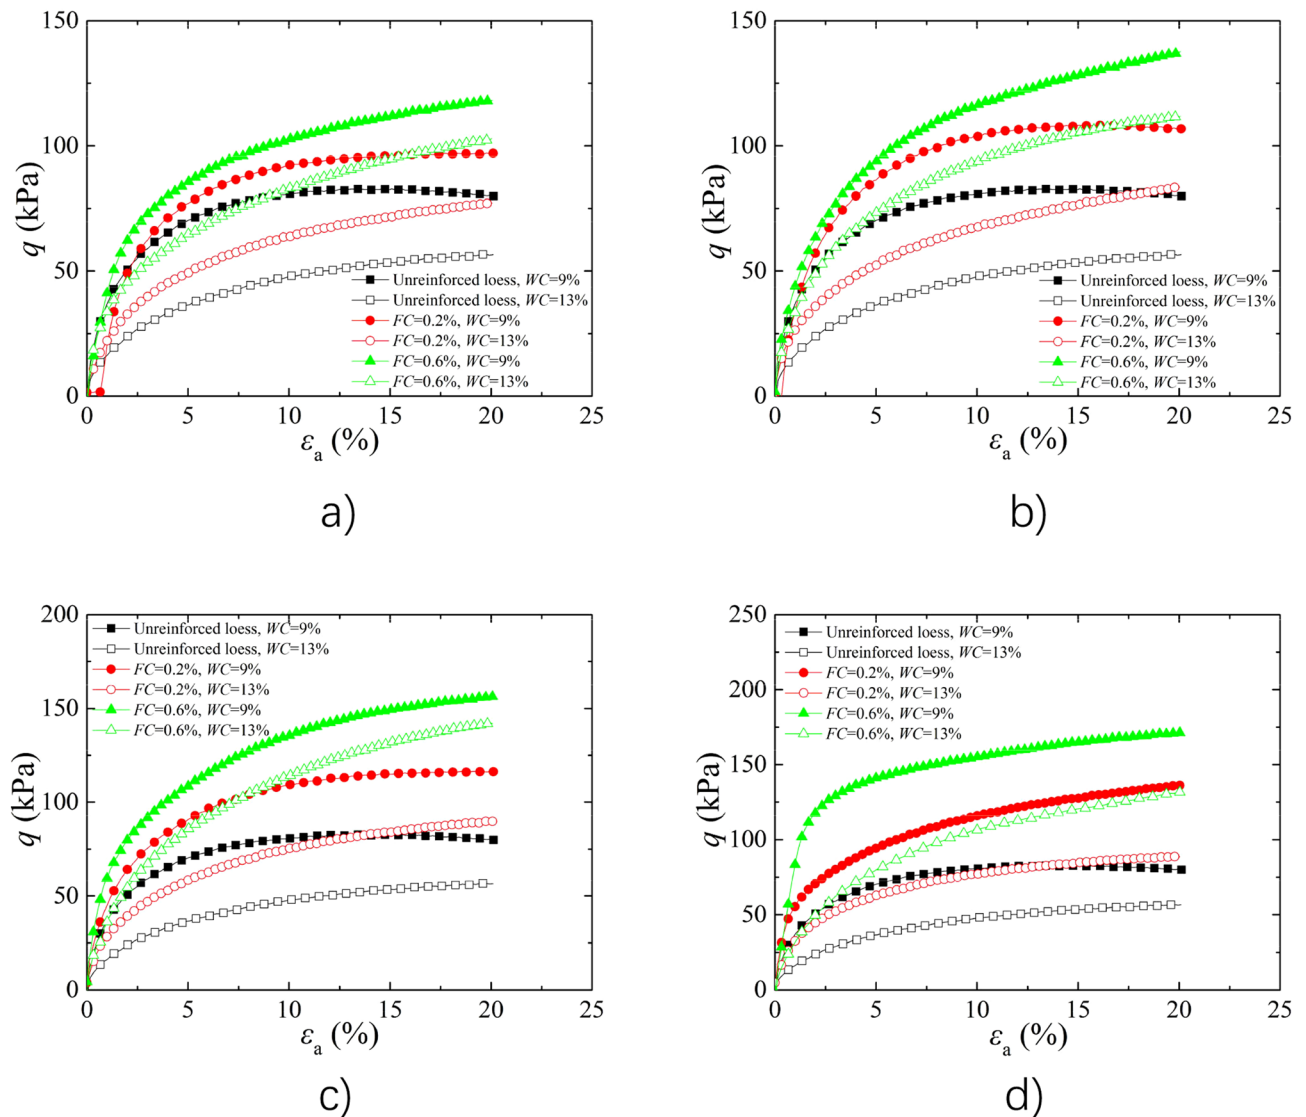 150
100
50
0
q (kPa)
Unreinforced loess, WC=9%
Unreinforced loess, WC=13%
FC=0.2%, WC=9%
FC=0.2%, WC=13%
FC=0.6%, WC=9%
FC=0.6%, WC=13%
0 5 10 15 20 25
εa (%)
a)
150
100
50
0
q (kPa)
Unreinforced loess, WC=9%
Unreinforced loess, WC=13%
FC=0.2%, WC=9%
FC=0.2%, WC=13%
FC=0.6%, WC=9%
FC=0.6%, WC=13%
0 5 10 15 20 25
εa (%)
b)
200
150
100
50
0
q (kPa)
Unreinforced loess, WC=9%
Unreinforced loess, WC=13%
FC=0.2%, WC=9%
FC=0.2%, WC=13%
FC=0.6%, WC=9%
FC=0.6%, WC=13%
0 5 10 15 20 25
εa (%)
c)
250
200
150
100
50
0
q (kPa)
Unreinforced loess, WC=9%
Unreinforced loess, WC=13%
FC=0.2%, WC=9%
FC=0.2%, WC=13%
FC=0.6%, WC=9%
FC=0.6%, WC=13%
0 5 10 15 20 25
εa (%)
d)